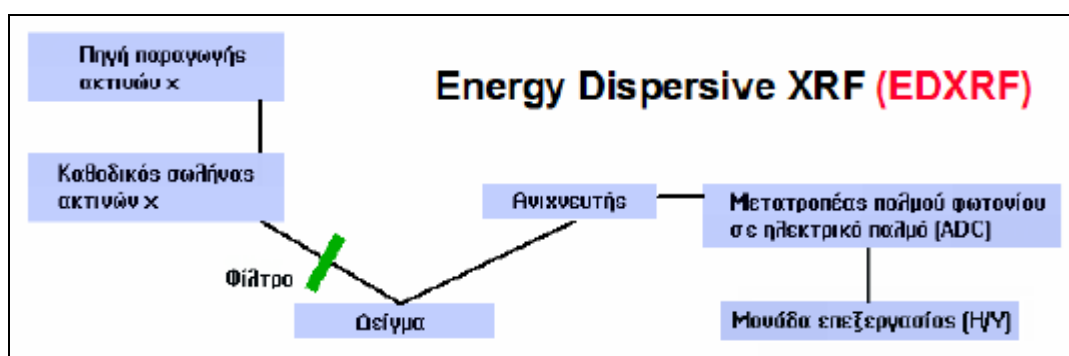 Πηγή παραγωγής
ακτινών x
Energy Dispersive XRF (EDXRF)
Καθοδικός σωλήνας
ακτινών x
Ανιχνευτής
Μετατροπέας πολμού φωτονίου
σε ηλεκτρικό παλμό (ADC)
Φίλτρο
Δείγμα
Μονάδα επεξεργασίας (Η/Υ)